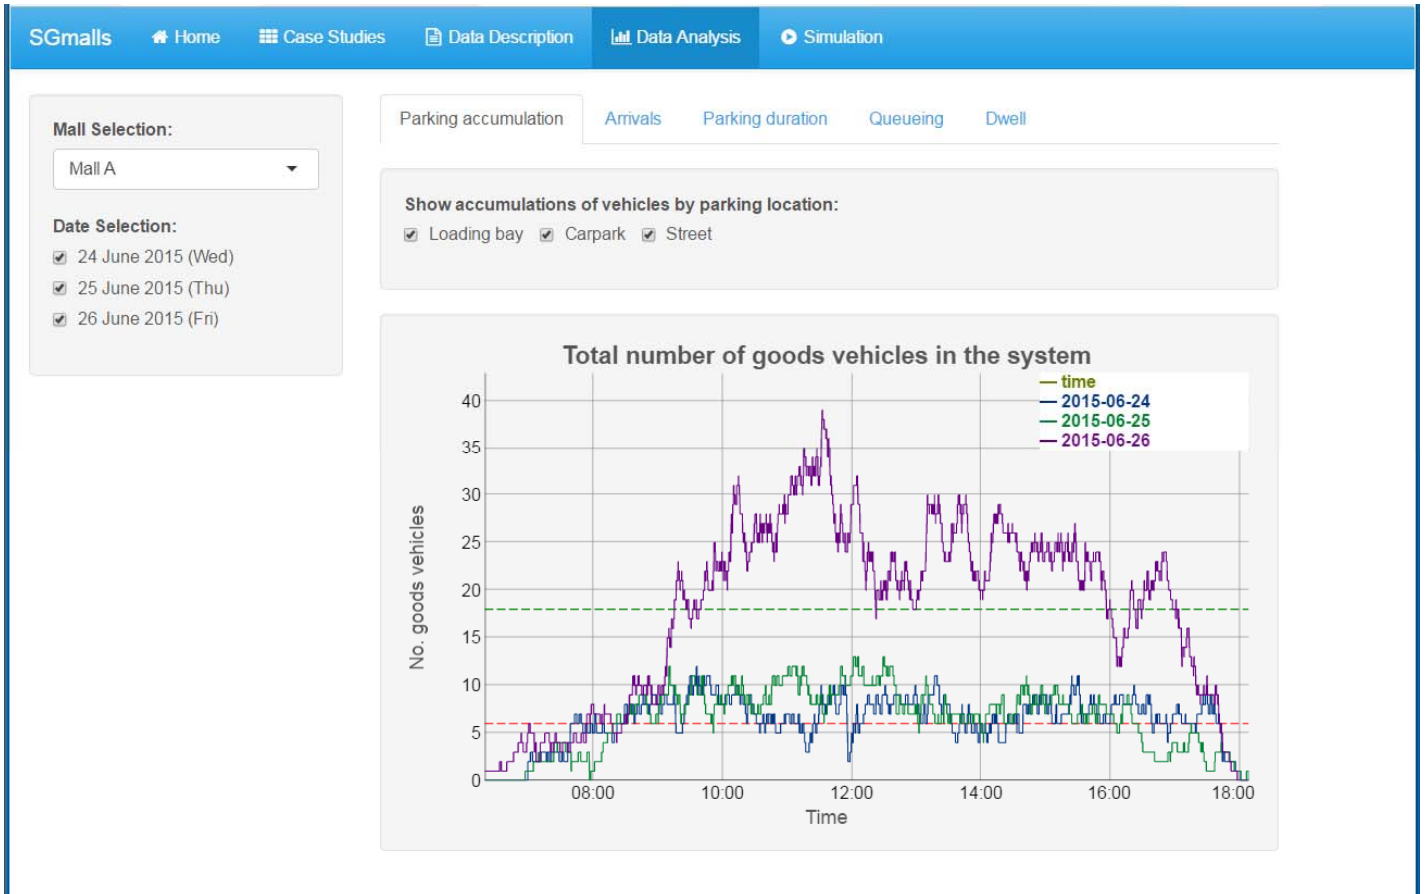 SGmalls Home Case Studies Data Description Data Analysis Simulation
Mall Selection:
Mall A
Date Selection:
24 June 2015 (Wed)
25 June 2015 (Thu)
26 June 2015 (Fri)
Parking accumulation Arrivals Parking duration Queueing Dwell
Show accumulations of vehicles by parking location:
Loading bay Carpark Street
Total number of goods vehicles in the system
time
2015-06-24
2015-06-25
2015-06-26
No. goods vehicles
40
35
30
25
20
15
10
5
0
08:00 10:00 12:00 14:00 16:00 18:00
Time